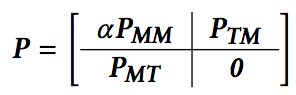 P = [ αP_MM | P_TM ]
[ P_MT | 0 ]